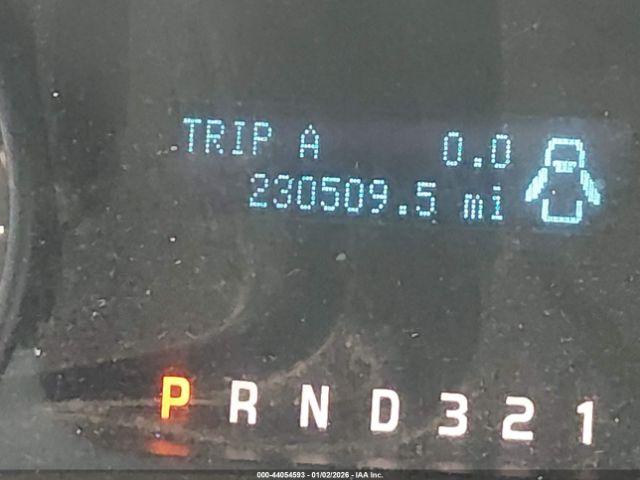 TRIP A 0.0
230509.5 mi
P R N D 3 2 1
000-44054593 - 01/02/2026 - IAA Inc.